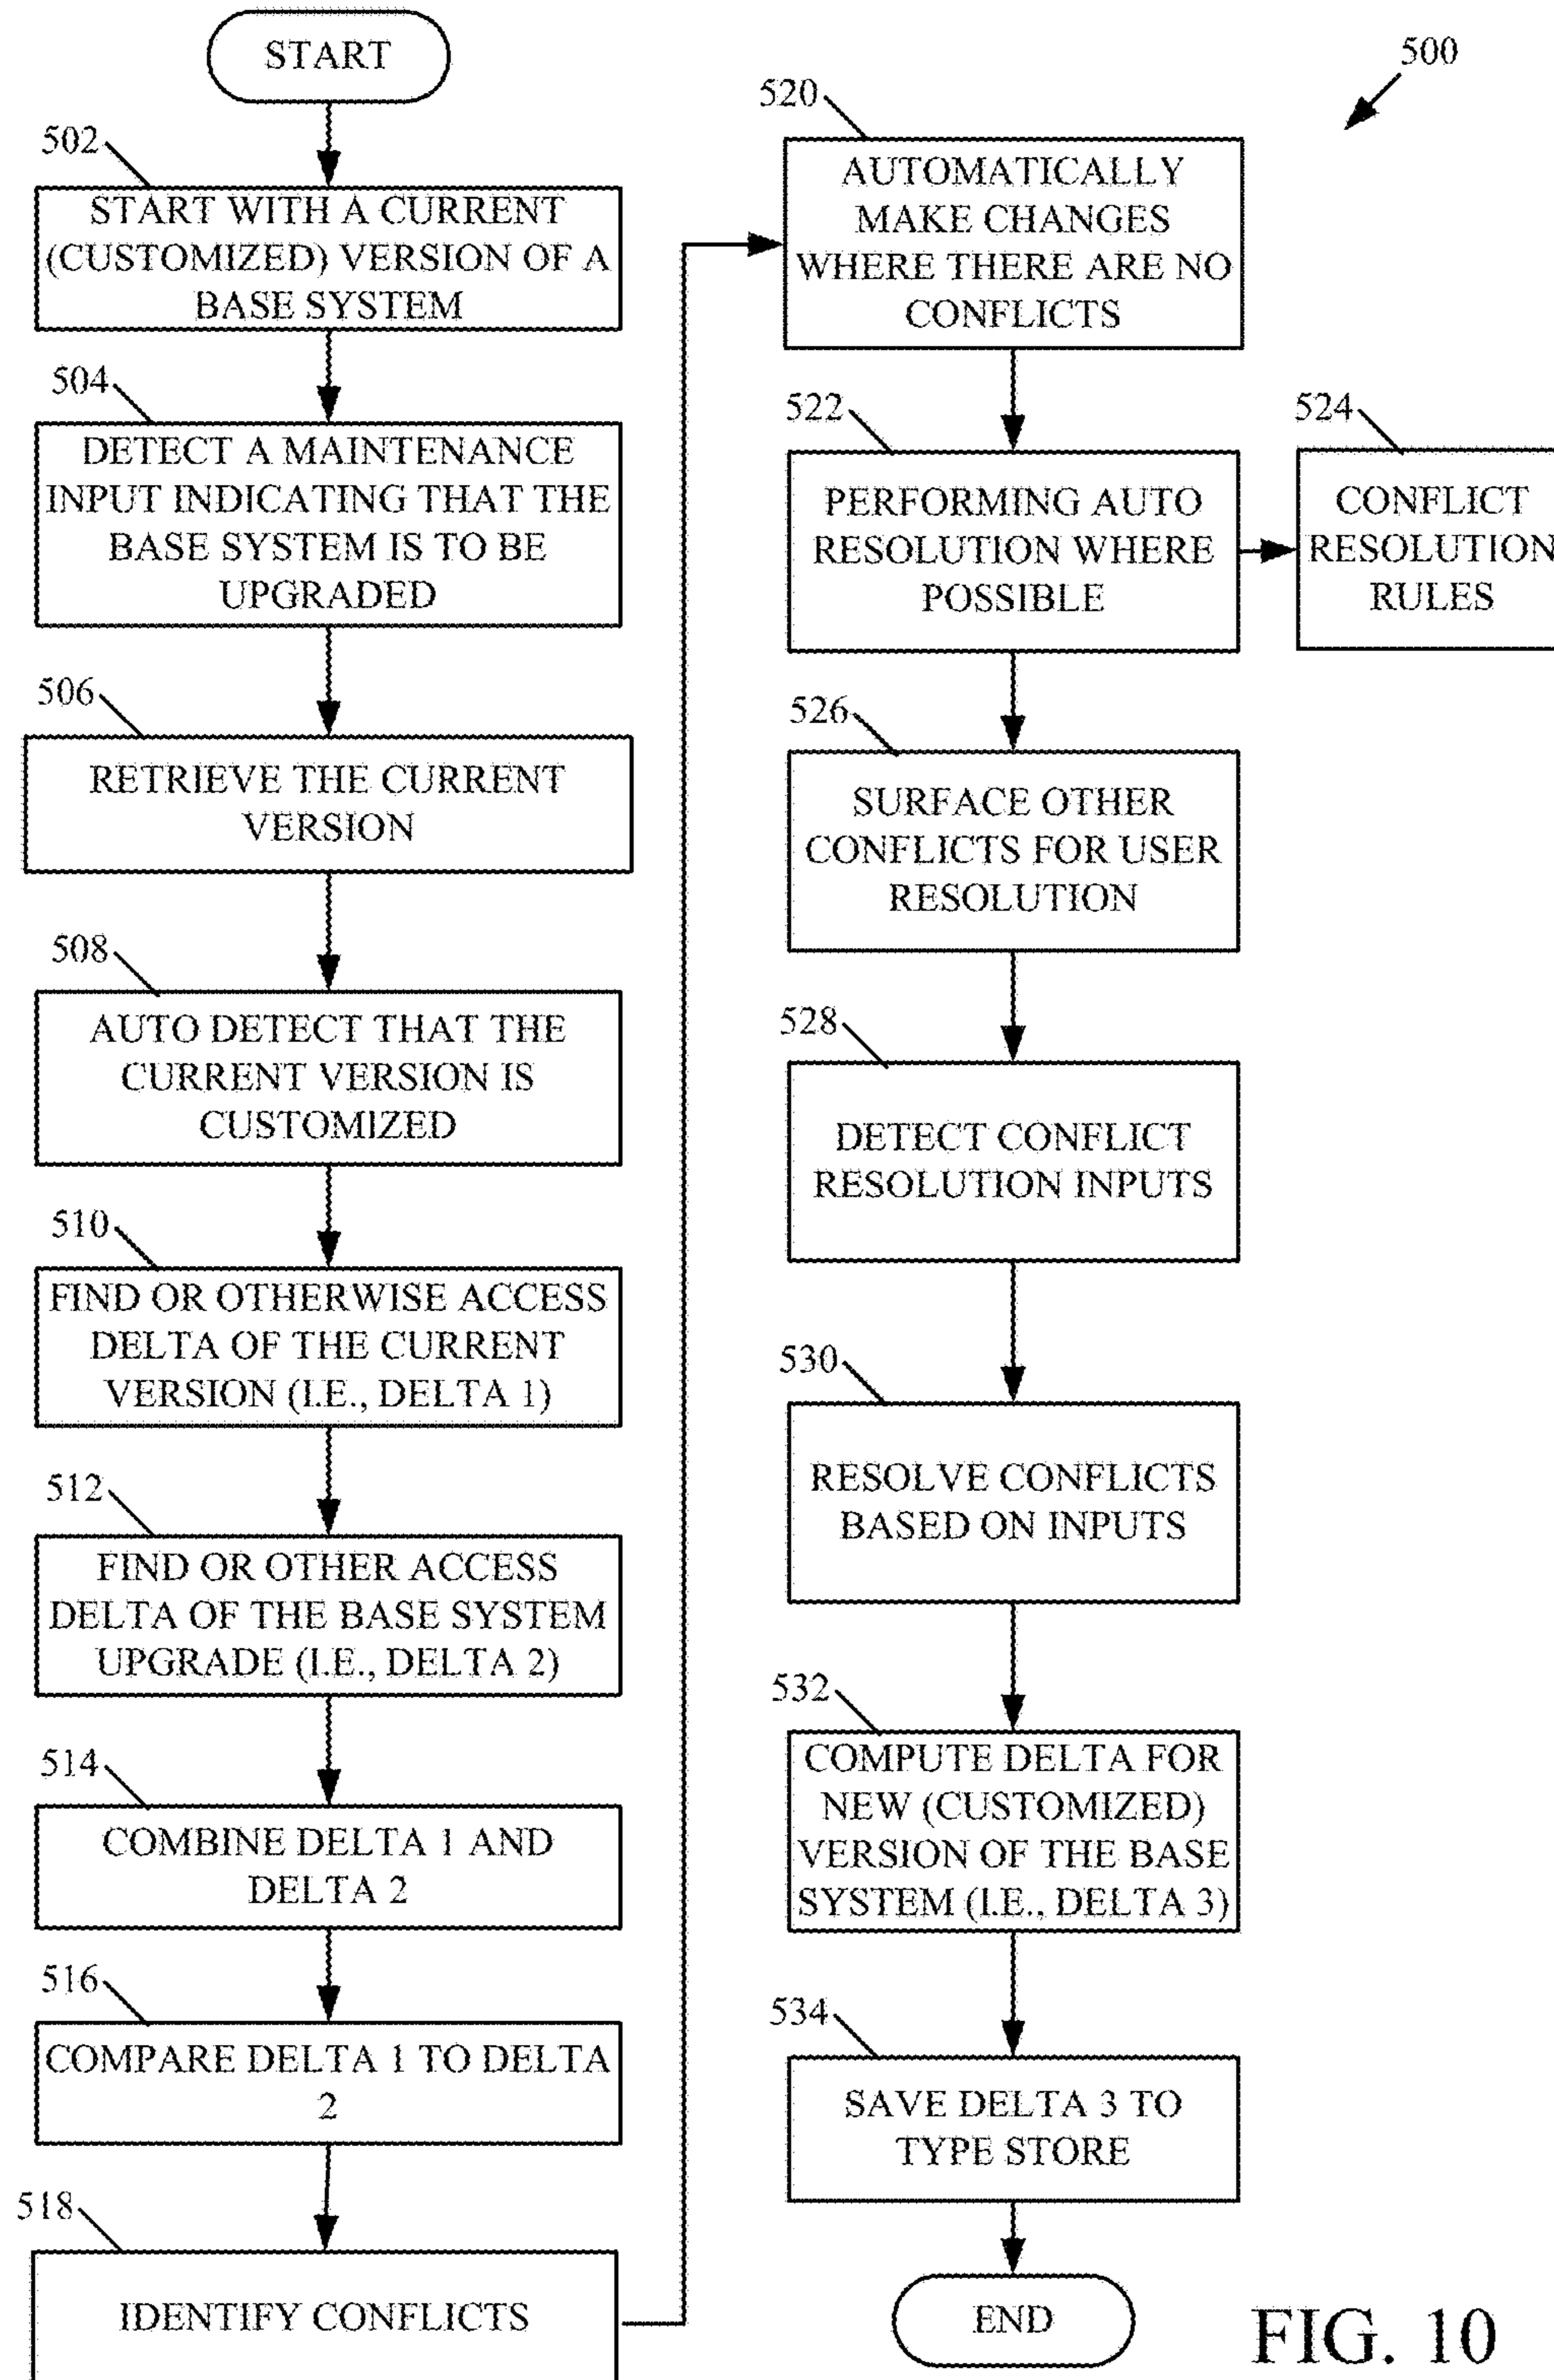 START
502
START WITH A CURRENT
(CUSTOMIZED) VERSION OF A
BASE SYSTEM
504
DETECT A MAINTENANCE
INPUT INDICATING THAT THE
BASE SYSTEM IS TO BE
UPGRADED
506
RETRIEVE THE CURRENT
VERSION
508
AUTO DETECT THAT THE
CURRENT VERSION IS
CUSTOMIZED
510
FIND OR OTHERWISE ACCESS
DELTA OF THE CURRENT
VERSION (I.E., DELTA 1)
512
FIND OR OTHER ACCESS
DELTA OF THE BASE SYSTEM
UPGRADE (I.E., DELTA 2)
514
COMBINE DELTA 1 AND
DELTA 2
516
COMPARE DELTA 1 TO DELTA
2
518
IDENTIFY CONFLICTS
500
520
AUTOMATICALLY
MAKE CHANGES
WHERE THERE ARE NO
CONFLICTS
522
PERFORMING AUTO
RESOLUTION WHERE
POSSIBLE
524
CONFLICT
RESOLUTION
RULES
526
SURFACE OTHER
CONFLICTS FOR USER
RESOLUTION
528
DETECT CONFLICT
RESOLUTION INPUTS
530
RESOLVE CONFLICTS
BASED ON INPUTS
532
COMPUTE DELTA FOR
NEW (CUSTOMIZED)
VERSION OF THE BASE
SYSTEM (I.E., DELTA 3)
534
SAVE DELTA 3 TO
TYPE STORE
END
FIG. 10